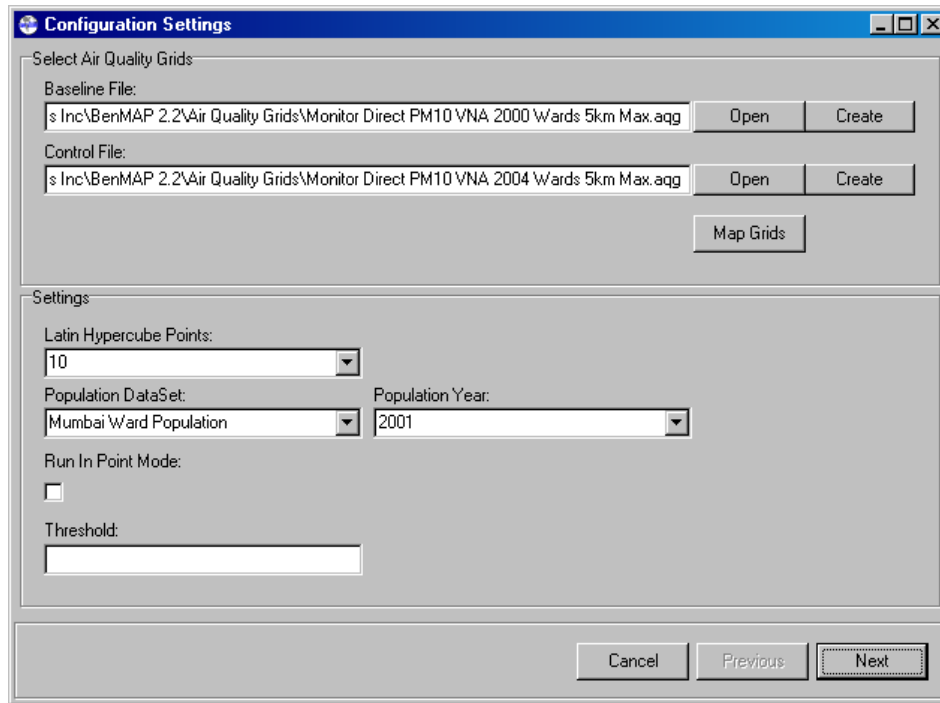 Configuration Settings
Select Air Quality Grids
Baseline File:
s Inc\BenMAP 2.2\Air Quality Grids\Monitor Direct PM10 VNA 2000 Wards 5km Max.aqg
Open
Create
Control File:
s Inc\BenMAP 2.2\Air Quality Grids\Monitor Direct PM10 VNA 2004 Wards 5km Max.aqg
Open
Create
Map Grids
Settings
Latin Hypercube Points:
10
Population DataSet:
Population Year:
Mumbai Ward Population
2001
Run In Point Mode:
Threshold:
Cancel
Previous
Next